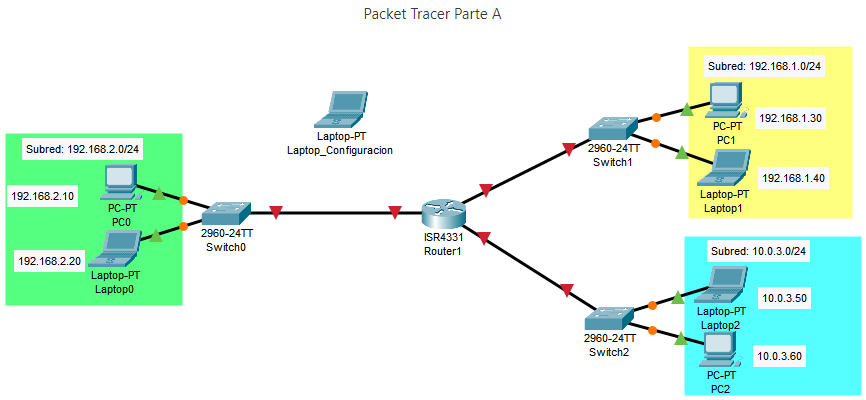 Packet Tracer Parte A
Laptop-PT
Laptop_Configuracion
Subred: 192.168.2.0/24
192.168.2.10
PC-PT
PC0
192.168.2.20
Laptop-PT
Laptop0
2960-24TT
Switch0
ISR4331
Router1
2960-24TT
Switch1
Subred: 192.168.1.0/24
PC-PT
PC1
192.168.1.30
Laptop-PT
Laptop1
192.168.1.40
2960-24TT
Switch2
Subred: 10.0.3.0/24
Laptop-PT
Laptop2
10.0.3.50
PC-PT
PC2
10.0.3.60